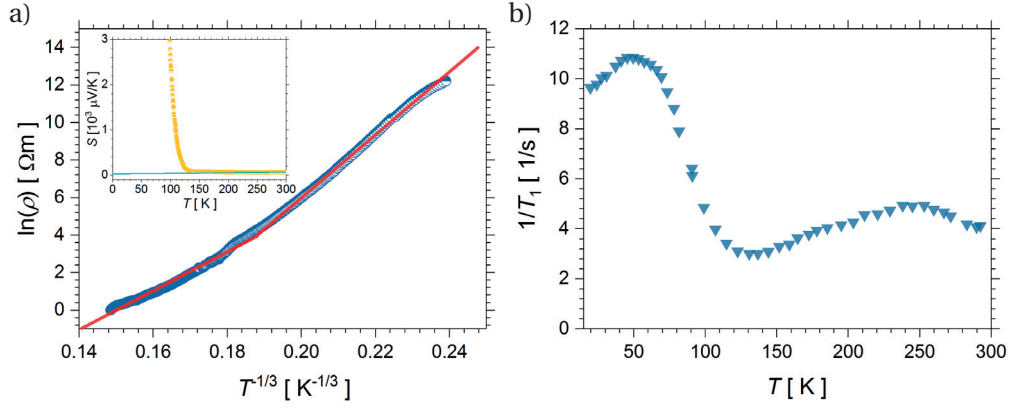 a)
ln(ρ) [ Ωm ]
14
12
10
8
6
4
2
0
0.14 0.16 0.18 0.20 0.22 0.24
T^-1/3 [ K^-1/3 ]
S [10³ μV/K]
3
2
1
0
0 50 100 150 200 250 300
T [ K ]
b)
1/T₁ [ 1/s ]
12
10
8
6
4
2
0
50 100 150 200 250 300
T [ K ]